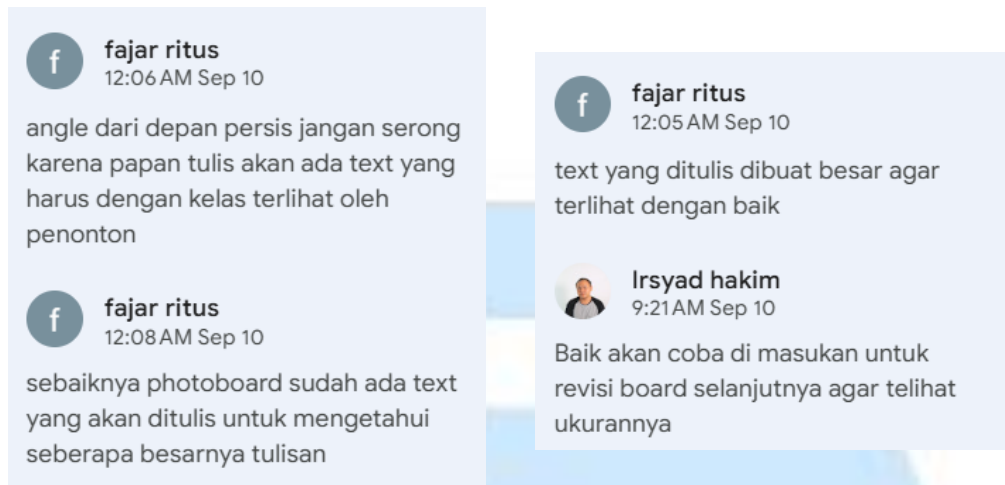 f
fajar ritus
12:06 AM Sep 10
angle dari depan persis jangan serong
karena papan tulis akan ada text yang
harus dengan kelas terlihat oleh
penonton
f
fajar ritus
12:08 AM Sep 10
sebaiknya photoboard sudah ada text
yang akan ditulis untuk mengetahui
seberapa besarnya tulisan
f
fajar ritus
12:05 AM Sep 10
text yang ditulis dibuat besar agar
terlihat dengan baik
Irsyad hakim
9:21 AM Sep 10
Baik akan coba di masukan untuk
revisi board selanjutnya agar telihat
ukurannya